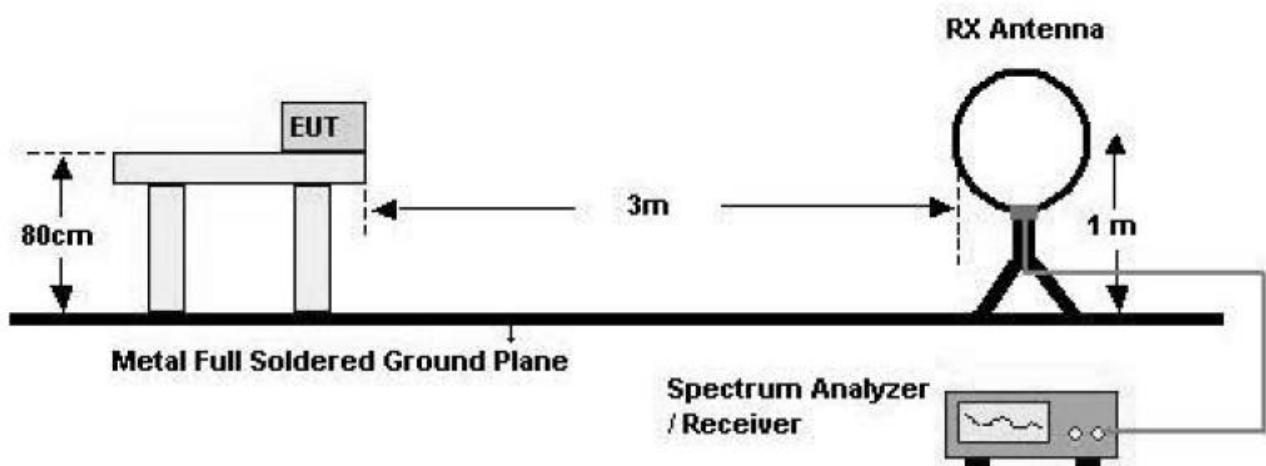 RX Antenna
EUT
80cm
3m
1 m
Metal Full Soldered Ground Plane
Spectrum Analyzer
/ Receiver